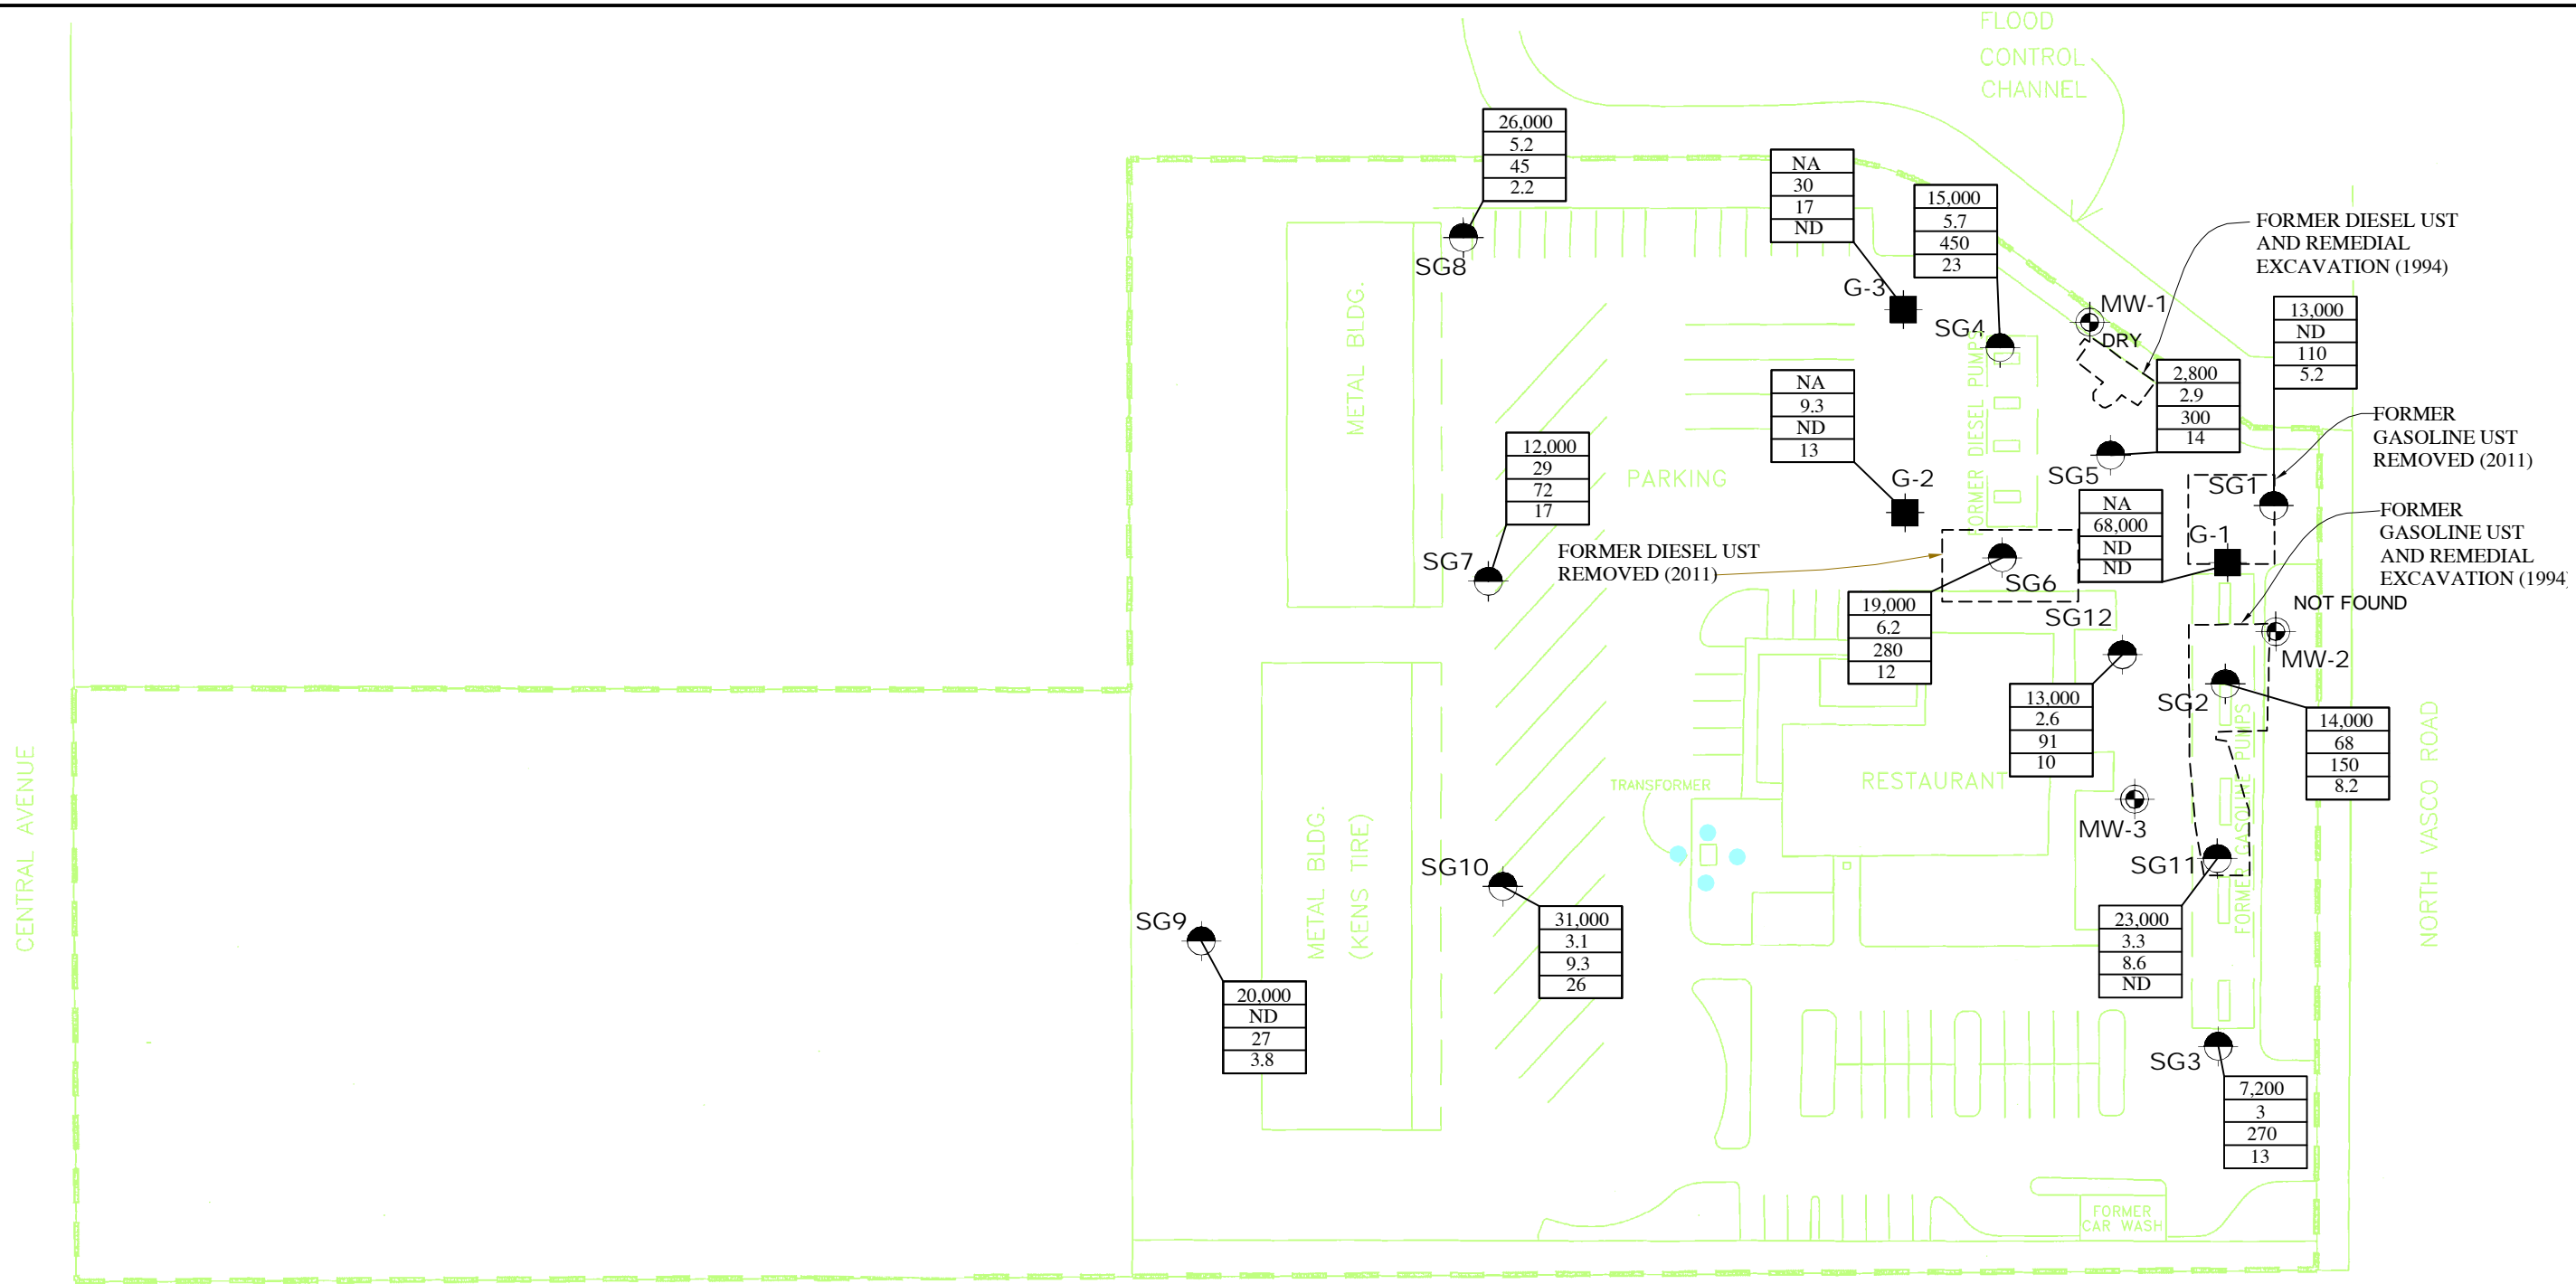 FLOOD
CONTROL
CHANNEL
26,000
5.2
45
2.2
SG8
NA
30
17
ND
G-3
15,000
5.7
450
23
SG4
MW-1
DRY
FORMER DIESEL UST
AND REMEDIAL
EXCAVATION (1994)
13,000
ND
110
5.2
SG1
2,800
2.9
300
14
SG5
FORMER
GASOLINE UST
REMOVED (2011)
FORMER
GASOLINE UST
AND REMEDIAL
EXCAVATION (1994
METAL BLDG.
12,000
29
72
17
SG7
PARKING
NA
9.3
ND
13
G-2
FORMER DIESEL PUMPS
NA
68,000
ND
ND
G-1
FORMER DIESEL UST
REMOVED (2011)
SG6
19,000
6.2
280
12
SG12
13,000
2.6
91
10
NOT FOUND
MW-2
SG2
14,000
68
150
8.2
CENTRAL AVENUE
METAL BLDG.
(KENS TIRE)
TRANSFORMER
RESTAURANT
MW-3
FORMER GASOLINE PUMPS
NORTH VASCO ROAD
SG10
31,000
3.1
9.3
26
SG11
23,000
3.3
8.6
ND
SG9
20,000
ND
27
3.8
SG3
7,200
3
270
13
FORMER
CAR WASH